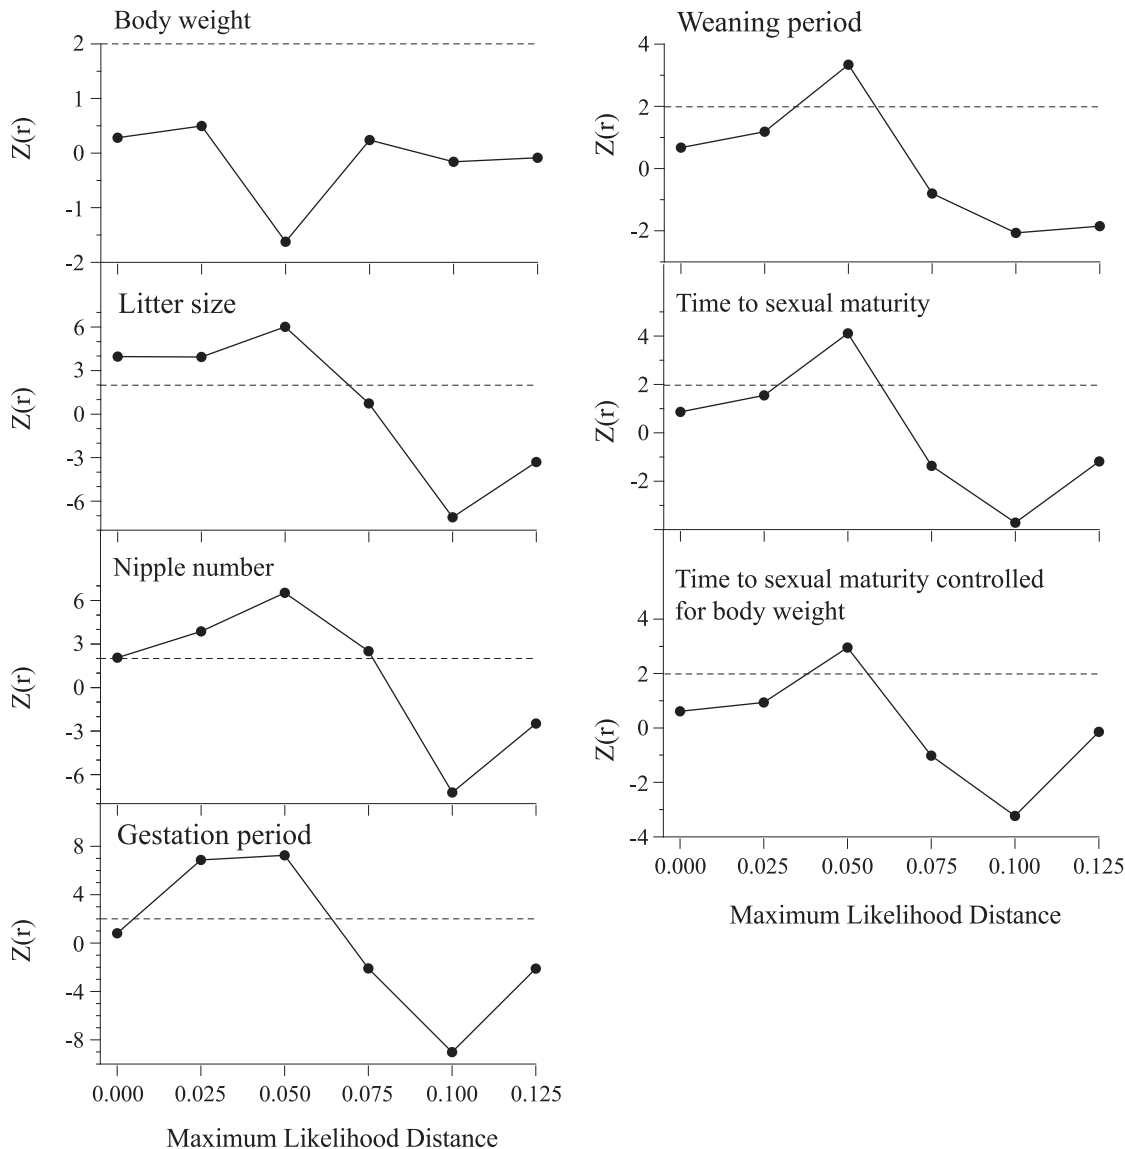 Body weight
2
1
0
-1
-2
Z(r)
Litter size
6
3
0
-3
-6
Z(r)
Nipple number
6
3
0
-3
-6
Z(r)
Gestation period
8
4
0
-4
-8
Z(r)
0.000 0.025 0.050 0.075 0.100 0.125
Maximum Likelihood Distance
Weaning period
4
2
0
-2
Z(r)
Time to sexual maturity
4
2
0
-2
Z(r)
Time to sexual maturity controlled
for body weight
4
2
0
-2
-4
Z(r)
0.000 0.025 0.050 0.075 0.100 0.125
Maximum Likelihood Distance